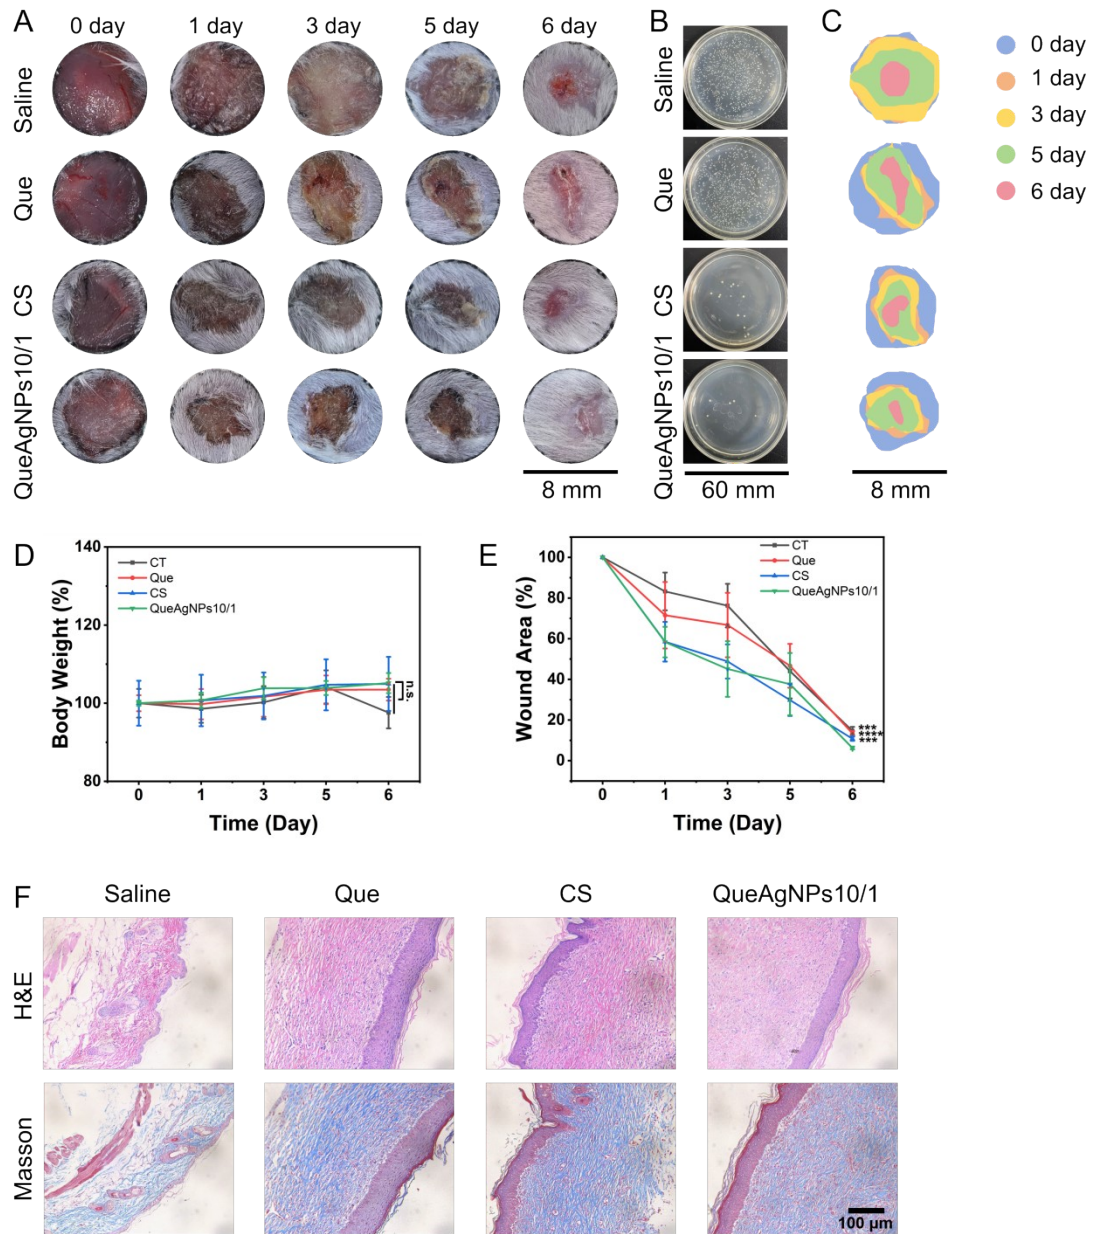 A
0 day
1 day
3 day
5 day
6 day
Saline
Que
CS
QueAgNPs10/1
8 mm
B
Saline
Que
CS
QueAgNPs10/1
60 mm
C
0 day
1 day
3 day
5 day
6 day
8 mm
D
Body Weight (%)
140
120
100
80
CT
Que
CS
QueAgNPs10/1
n.s.
0
1
3
5
6
Time (Day)
E
Wound Area (%)
100
80
60
40
20
0
CT
Que
CS
QueAgNPs10/1
***
****
***
0
1
3
5
6
Time (Day)
F
Saline
Que
CS
QueAgNPs10/1
H&E
Masson
100 μm